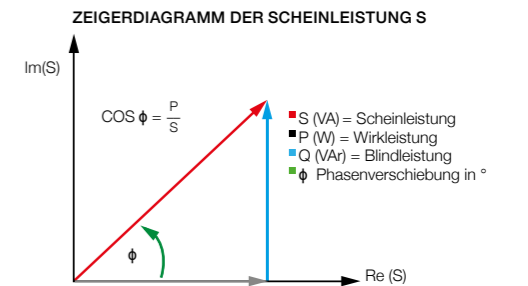 ZEIGERDIAGRAMM DER SCHEINLEISTUNG S
Im(S)
COS ϕ = P/S
S (VA) = Scheinleistung
P (W) = Wirkleistung
Q (VAr) = Blindleistung
ϕ Phasenverschiebung in °
ϕ
Re (S)